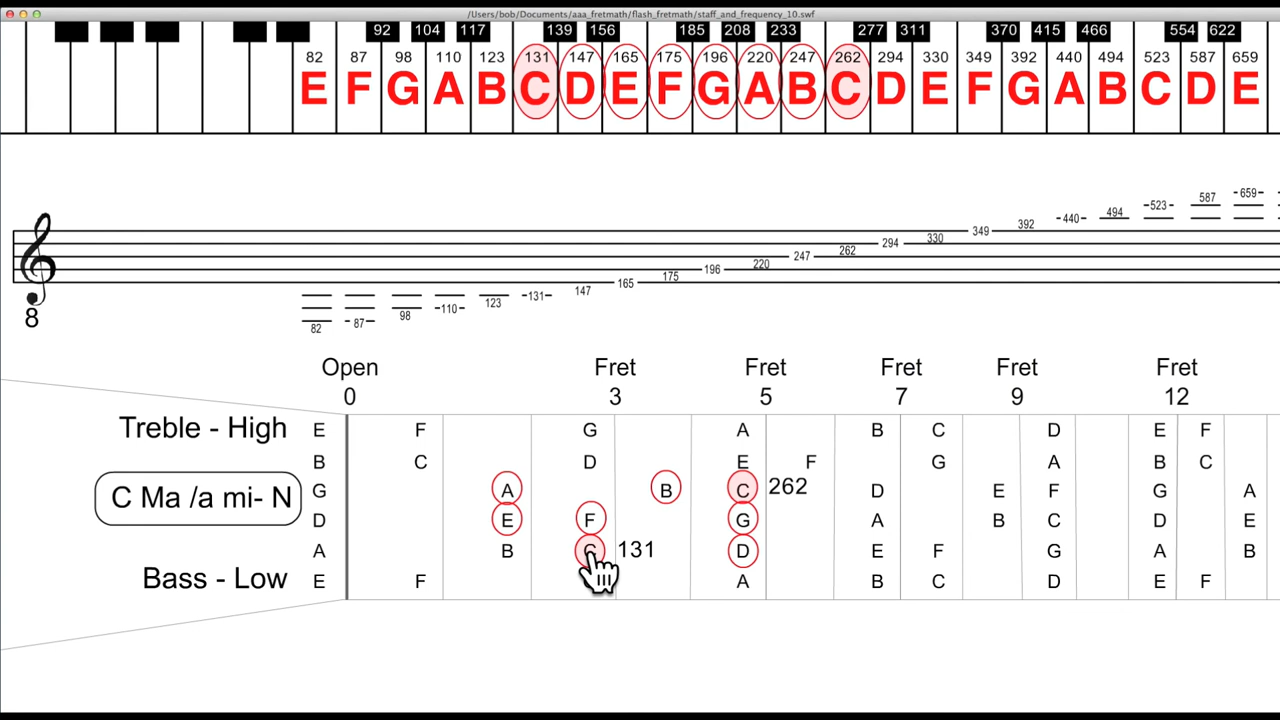 /Users/bob/Documents/aaa_fretmath/flash_fretmath/staff_and_frequency_10.swf
92 104 117 139 156 185 208 233 277 311 370 415 466 554 622
82 87 98 110 123 131 147 165 175 196 220 247 262 294 330 349 392 440 494 523 587 659
E F G A B C D E F G A B C D E F G A B C D E
8
82 87 98 110 123 131 147 165 175 196 220 247 262 294 330 349 392 440 494 523 587 659
Open Fret Fret Fret Fret Fret
0 3 5 7 9 12
Treble - High E F G A B C D E F
B C D E F G A B C
C Ma /a mi- N G A B C 262 D E F G A
D E F G A B C D E
A B C 131 D E F G A B
Bass - Low E F A B C D E F